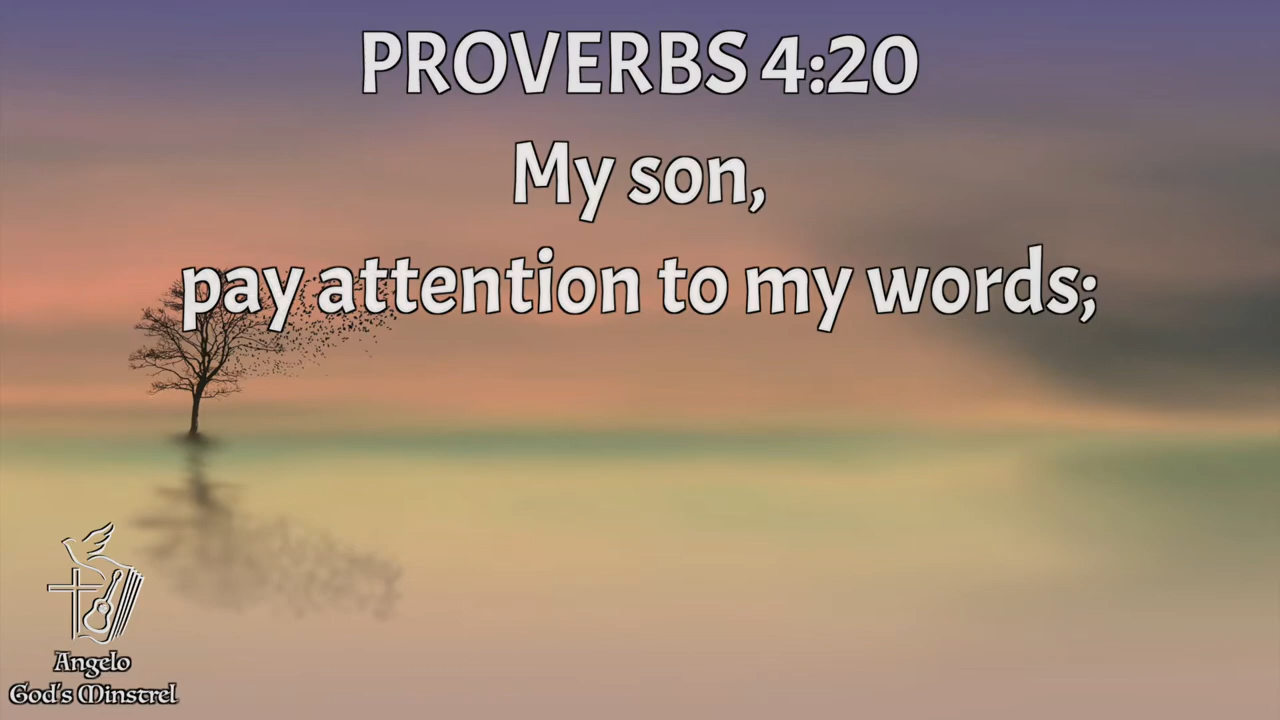 PROVERBS 4:20
My son,
pay attention to my words;
Angelo
God's Minstrel